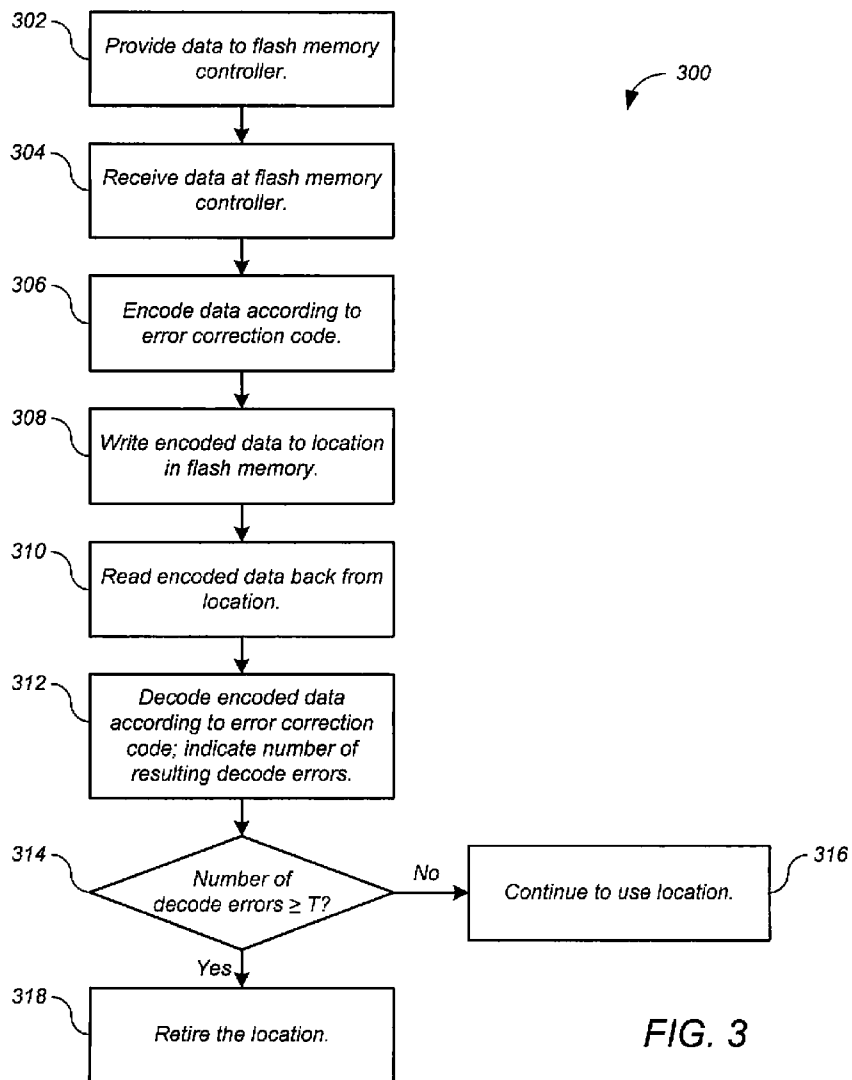 302
Provide data to flash memory
controller.
300
304
Receive data at flash memory
controller.
306
Encode data according to
error correction code.
308
Write encoded data to location
in flash memory.
310
Read encoded data back from
location.
312
Decode encoded data
according to error correction
code; indicate number of
resulting decode errors.
314
Number of
decode errors ≥ T?
No
Continue to use location.
316
Yes
318
Retire the location.
FIG. 3